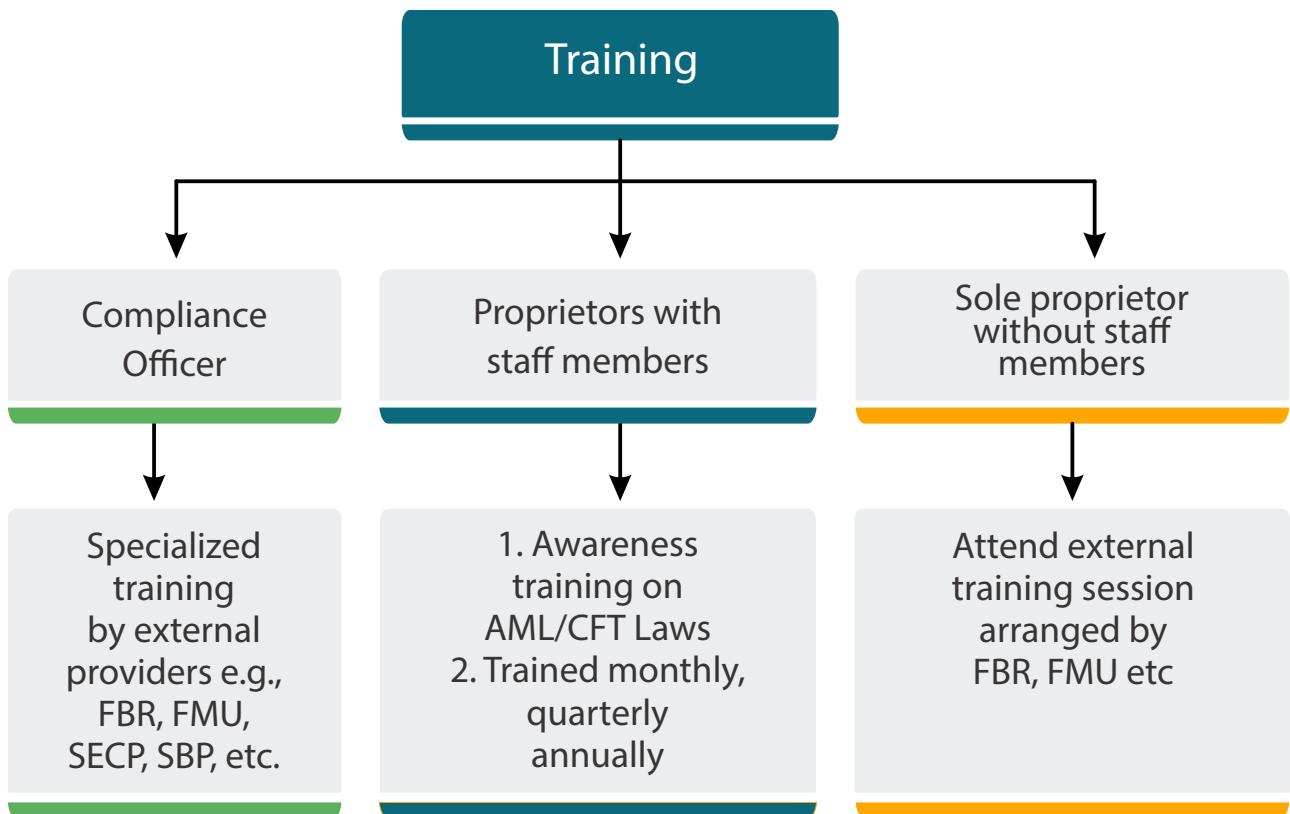 Training
Compliance
Officer
Proprietors with
staff members
Sole proprietor
without staff
members
Specialized
training
by external
providers e.g.,
FBR, FMU,
SECP, SBP, etc.
1. Awareness
training on
AML/CFT Laws
2. Trained monthly,
quarterly
annually
Attend external
training session
arranged by
FBR, FMU etc